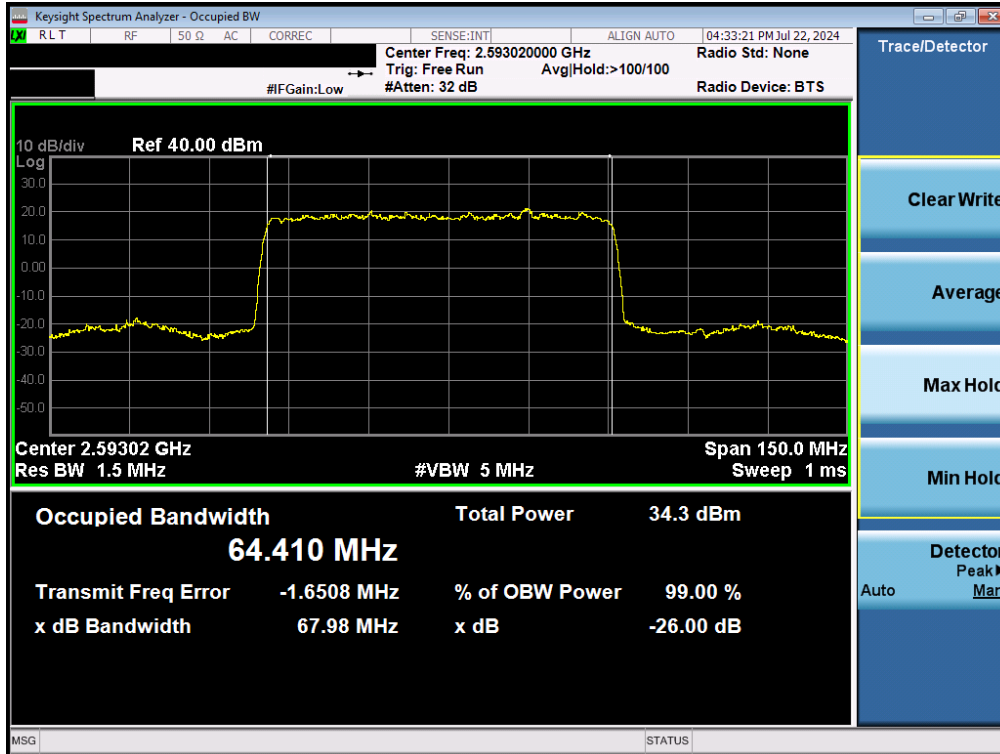 Keysight Spectrum Analyzer - Occupied BW
LXI RLT RF 50 Ω AC CORREC SENSE:INT ALIGN AUTO 04:33:21 PM Jul 22, 2024
Center Freq: 2.593020000 GHz Radio Std: None
Trig: Free Run Avg|Hold:>100/100
#IFGain:Low #Atten: 32 dB Radio Device: BTS
Trace/Detector
10 dB/div Ref 40.00 dBm
Log
30.0
20.0
10.0
0.00
-10.0
-20.0
-30.0
-40.0
-50.0
Center 2.59302 GHz Span 150.0 MHz
Res BW 1.5 MHz #VBW 5 MHz Sweep 1 ms
Occupied Bandwidth Total Power 34.3 dBm
64.410 MHz
Transmit Freq Error -1.6508 MHz % of OBW Power 99.00 %
x dB Bandwidth 67.98 MHz x dB -26.00 dB
Clear Write
Average
Max Hold
Min Hold
Detector
Peak
Auto Man
MSG STATUS